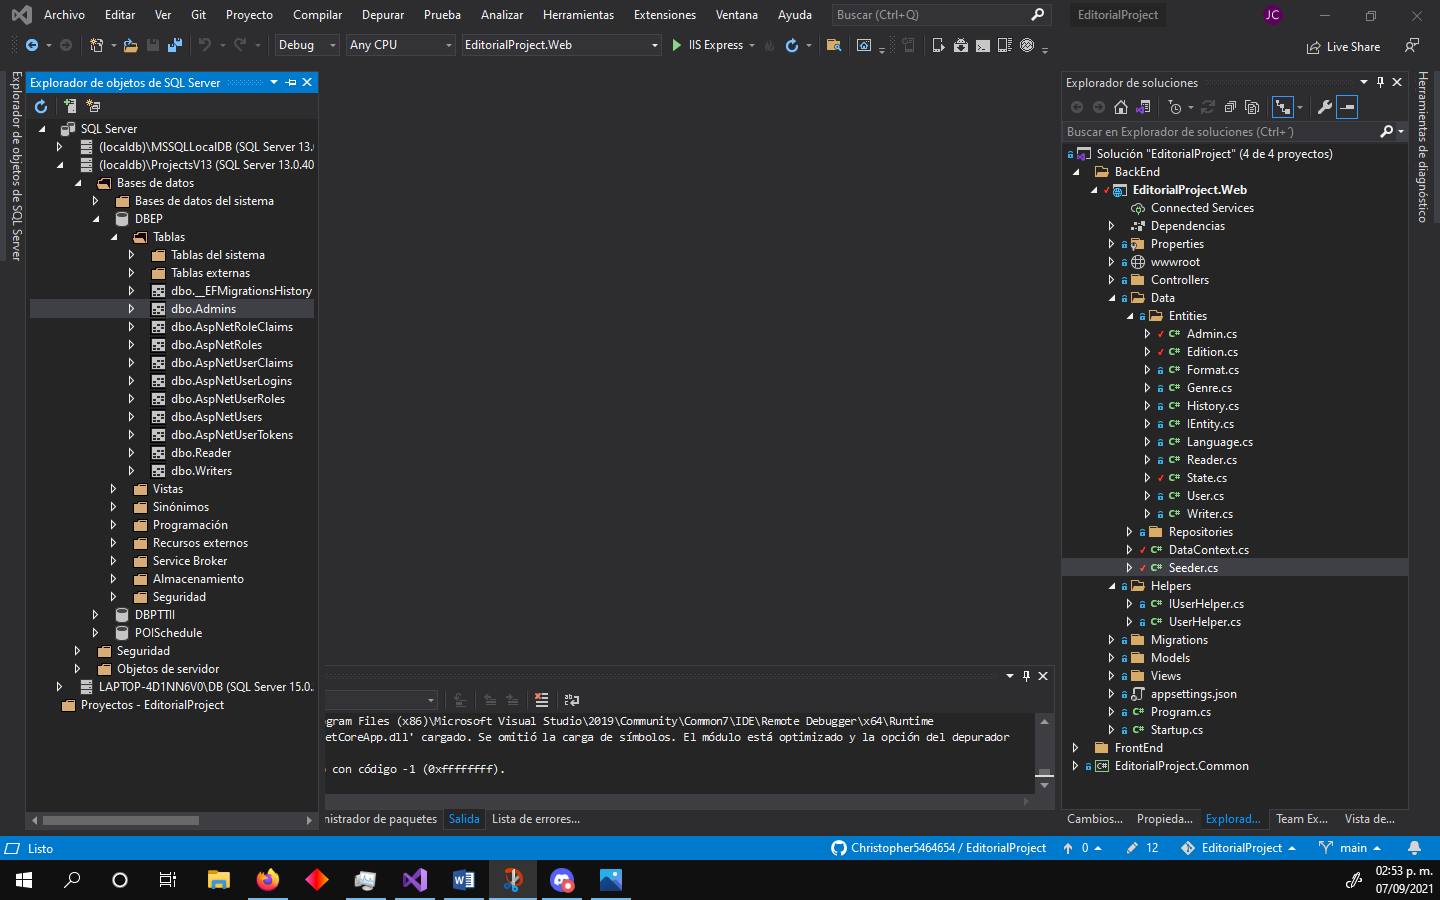 Archivo Editar Ver Git Proyecto Compilar Depurar Prueba Analizar Herramientas Extensiones Ventana Ayuda Buscar (Ctrl+Q) EditorialProject JC
Debug Any CPU EditorialProject.Web IIS Express Live Share
Explorador de objetos de SQL Server
Explorador de objetos de SQL Server
SQL Server
(localdb)\MSSQLLocalDB (SQL Server 13.
(localdb)\ProjectsV13 (SQL Server 13.0.40
Bases de datos
Bases de datos del sistema
DBEP
Tablas
Tablas del sistema
Tablas externas
dbo.__EFMigrationsHistory
dbo.Admins
dbo.AspNetRoleClaims
dbo.AspNetRoles
dbo.AspNetUserClaims
dbo.AspNetUserLogins
dbo.AspNetUserRoles
dbo.AspNetUsers
dbo.AspNetUserTokens
dbo.Reader
dbo.Writers
Vistas
Sinónimos
Programación
Recursos externos
Service Broker
Almacenamiento
Seguridad
DBPTTII
POISchedule
Seguridad
Objetos de servidor
LAPTOP-4D1NN6V0\DB (SQL Server 15.0.
Proyectos - EditorialProject
ogram Files (x86)\Microsoft Visual Studio\2019\Community\Common7\IDE\Remote Debugger\x64\Runtime
etCoreApp.dll' cargado. Se omitió la carga de símbolos. El módulo está optimizado y la opción del depurador
con código -1 (0xffffffff).
nistrador de paquetes Salida Lista de errores...
Explorador de soluciones
Buscar en Explorador de soluciones (Ctrl+´)
Solución "EditorialProject" (4 de 4 proyectos)
BackEnd
EditorialProject.Web
Connected Services
Dependencias
Properties
wwwroot
Controllers
Data
Entities
C# Admin.cs
C# Edition.cs
C# Format.cs
C# Genre.cs
C# History.cs
C# IEntity.cs
C# Language.cs
C# Reader.cs
C# State.cs
C# User.cs
C# Writer.cs
Repositories
C# DataContext.cs
C# Seeder.cs
Helpers
C# IUserHelper.cs
C# UserHelper.cs
Migrations
Models
Views
appsettings.json
C# Program.cs
C# Startup.cs
FrontEnd
C# EditorialProject.Common
Cambios... Propieda... Explorad... Team Ex... Vista de...
Herramientas de diagnóstico
Listo Christopher5464654 / EditorialProject 0 12 EditorialProject main
02:53 p. m.
07/09/2021